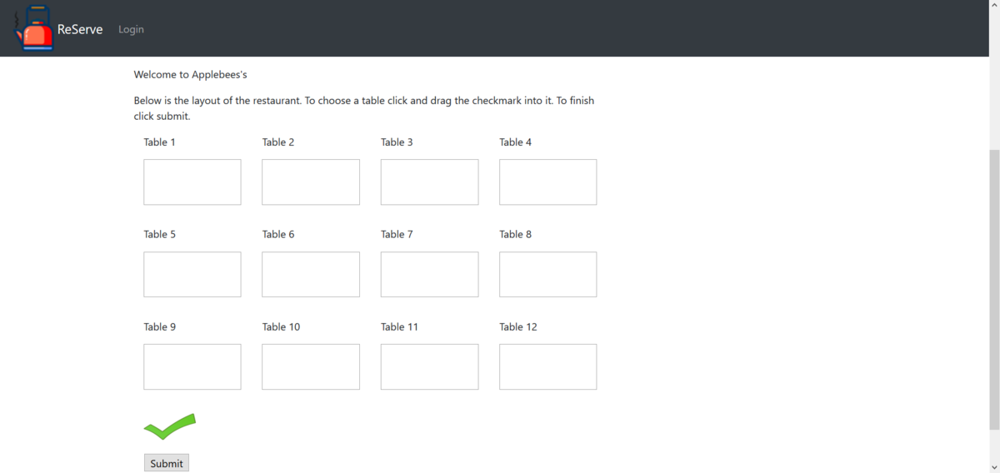 ReServe Login
Welcome to Applebees's
Below is the layout of the restaurant. To choose a table click and drag the checkmark into it. To finish
click submit.
Table 1 Table 2 Table 3 Table 4
Table 5 Table 6 Table 7 Table 8
Table 9 Table 10 Table 11 Table 12
Submit